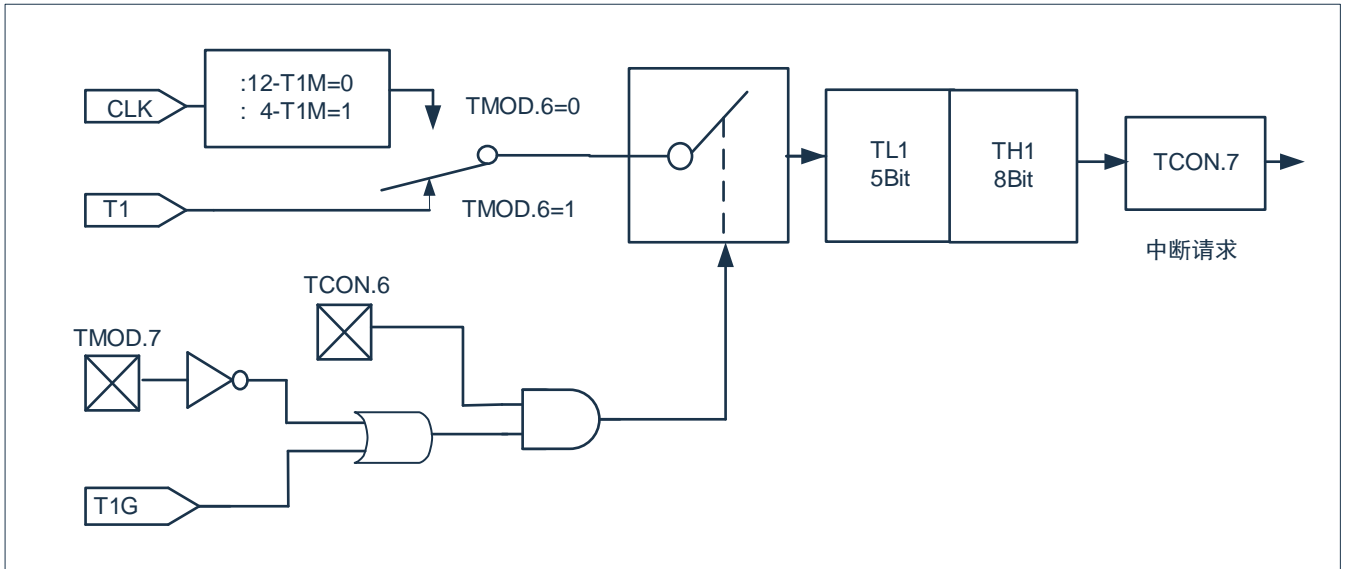 CLK
:12-T1M=0
: 4-T1M=1
TMOD.6=0
T1
TMOD.6=1
TL1
5Bit
TH1
8Bit
TCON.7
中断请求
TCON.6
TMOD.7
T1G